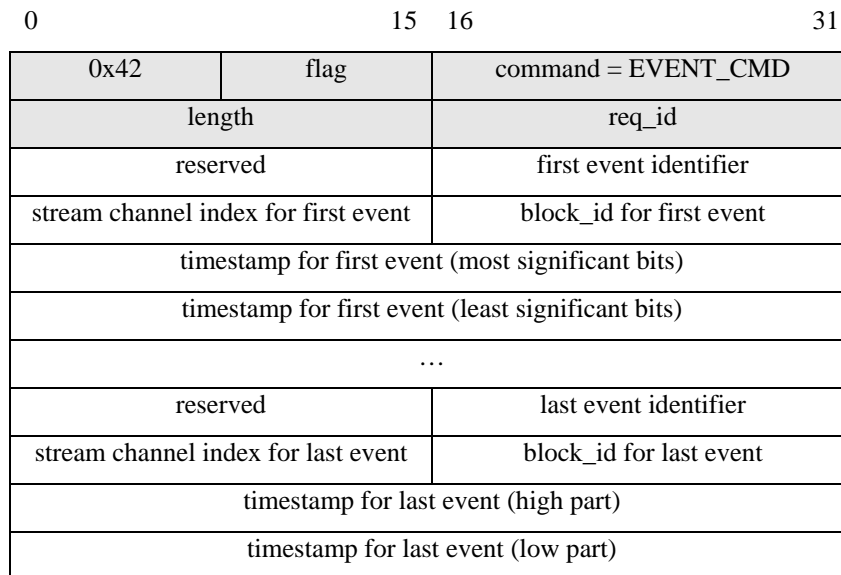 0 15 16 31
0x42 flag command = EVENT_CMD
length req_id
reserved first event identifier
stream channel index for first event block_id for first event
timestamp for first event (most significant bits)
timestamp for first event (least significant bits)
…
reserved last event identifier
stream channel index for last event block_id for last event
timestamp for last event (high part)
timestamp for last event (low part)